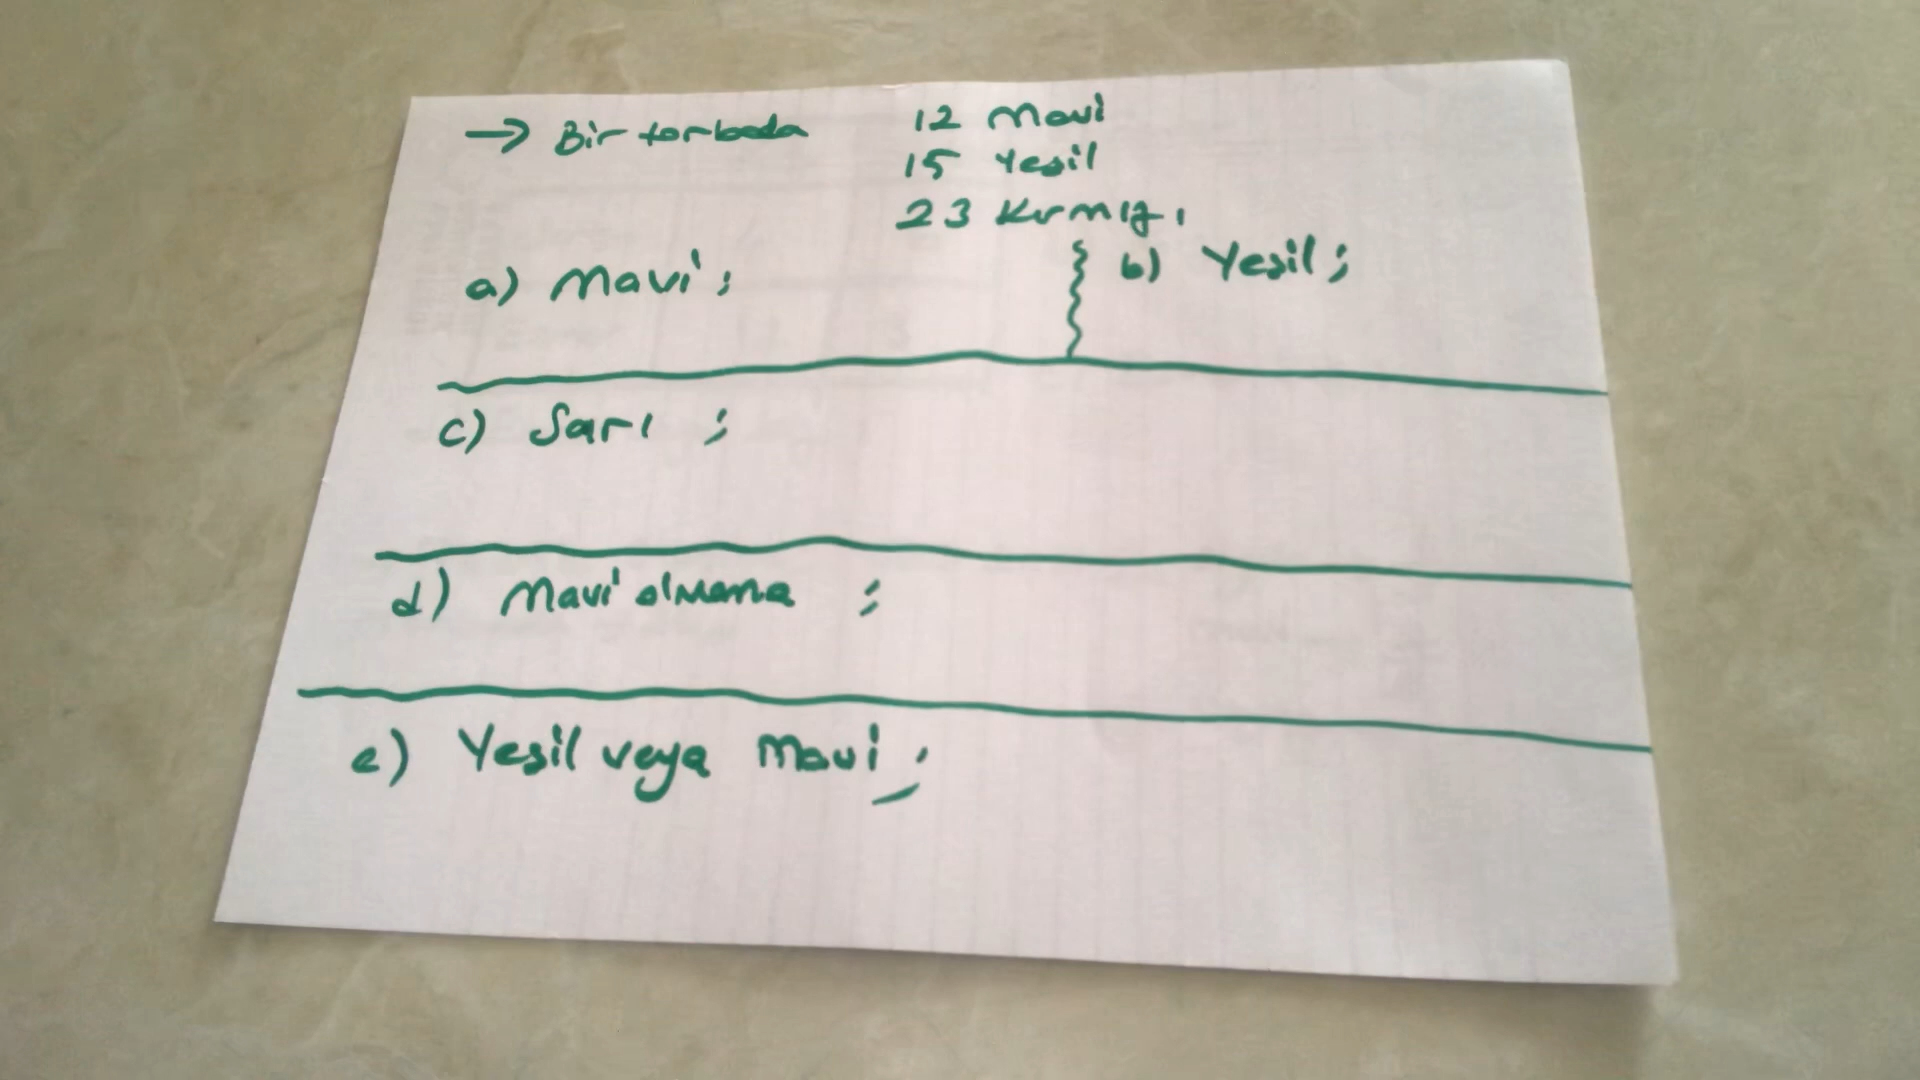 → Bir torbada 12 Mavi
15 Yeşil
23 Kırmızı
a) Mavi;
b) Yeşil;
c) Sarı ;
d) Mavi olmama ;
e) Yeşil veya Mavi;